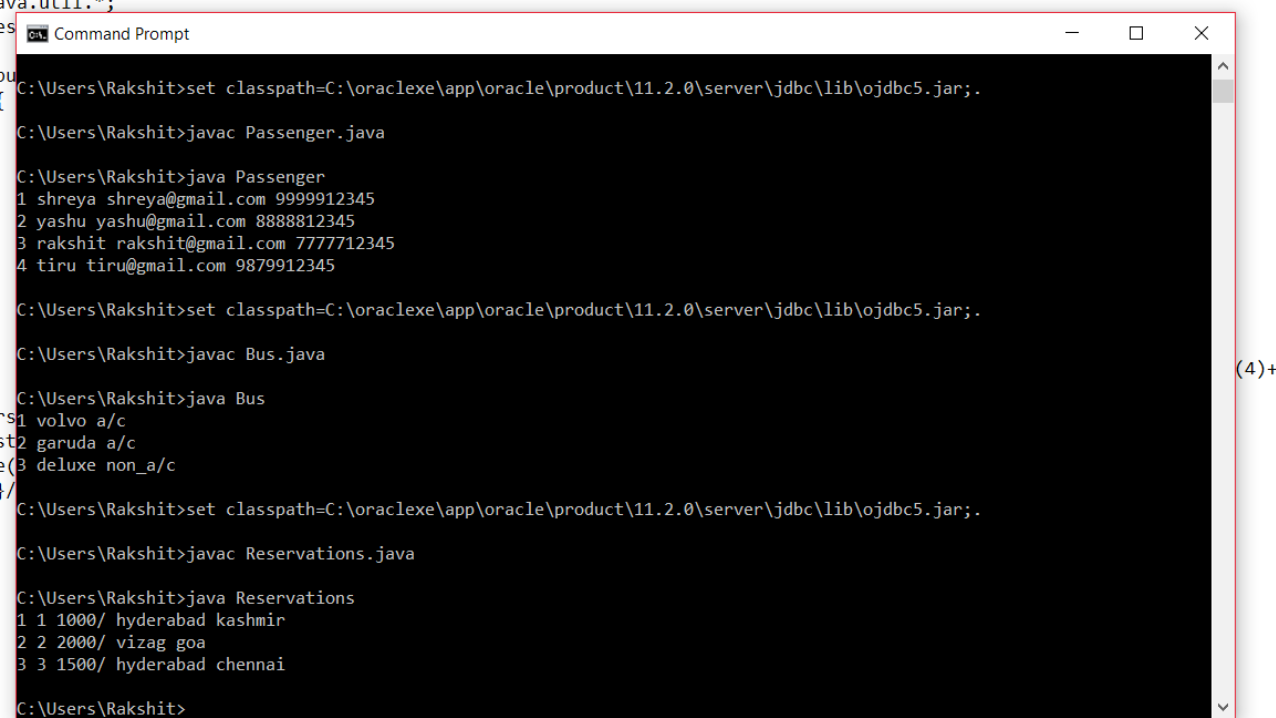 ava.util.*;
es
Command Prompt
C:\Users\Rakshit>set classpath=C:\oraclexe\app\oracle\product\11.2.0\server\jdbc\lib\ojdbc5.jar;.
{
C:\Users\Rakshit>javac Passenger.java
C:\Users\Rakshit>java Passenger
1 shreya shreya@gmail.com 9999912345
2 yashu yashu@gmail.com 8888812345
3 rakshit rakshit@gmail.com 7777712345
4 tiru tiru@gmail.com 9879912345
C:\Users\Rakshit>set classpath=C:\oraclexe\app\oracle\product\11.2.0\server\jdbc\lib\ojdbc5.jar;.
C:\Users\Rakshit>javac Bus.java
(4)+
C:\Users\Rakshit>java Bus
1 volvo a/c
2 garuda a/c
3 deluxe non_a/c
C:\Users\Rakshit>set classpath=C:\oraclexe\app\oracle\product\11.2.0\server\jdbc\lib\ojdbc5.jar;.
C:\Users\Rakshit>javac Reservations.java
C:\Users\Rakshit>java Reservations
1 1 1000/ hyderabad kashmir
2 2 2000/ vizag goa
3 3 1500/ hyderabad chennai
C:\Users\Rakshit>